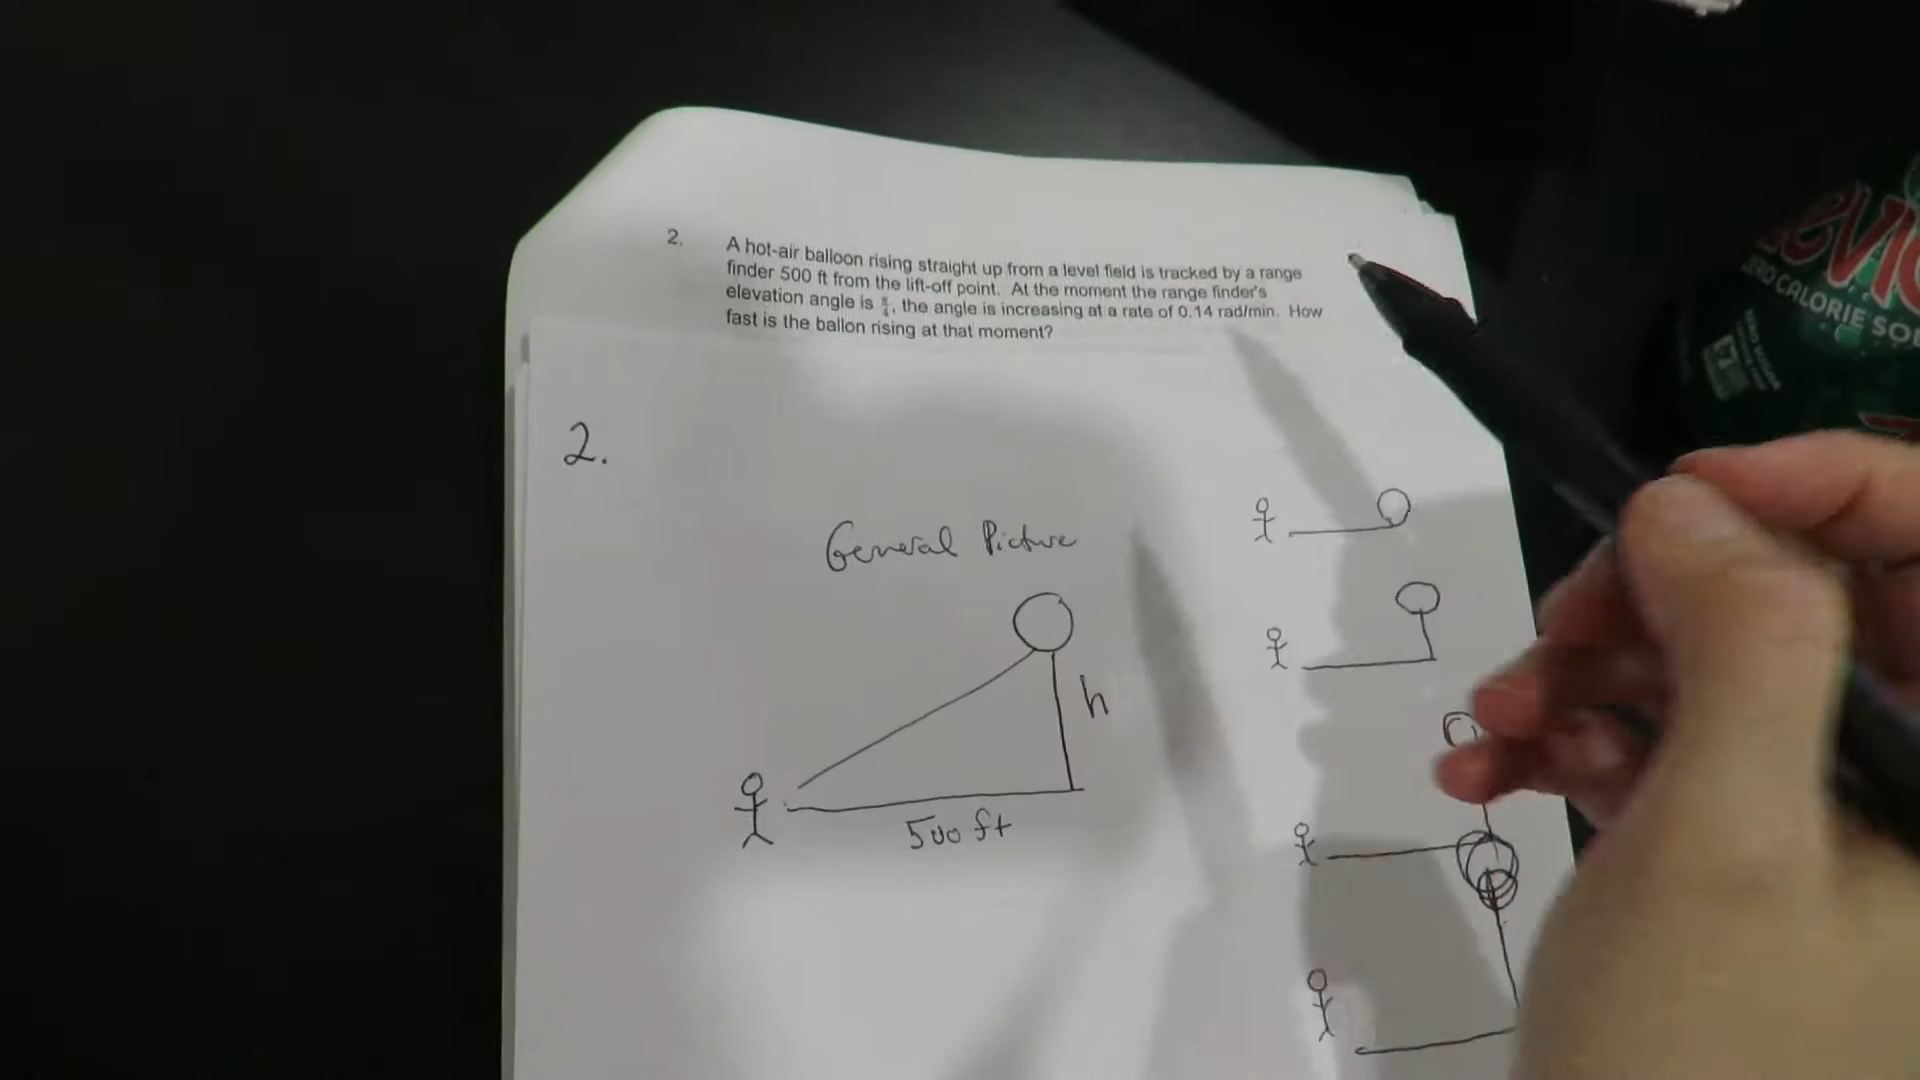 2. A hot-air balloon rising straight up from a level field is tracked by a range
finder 500 ft from the lift-off point. At the moment the range finder's
elevation angle is π/4, the angle is increasing at a rate of 0.14 rad/min. How
fast is the ballon rising at that moment?
2.
General Picture
h
500 ft
ZERO CALORIE